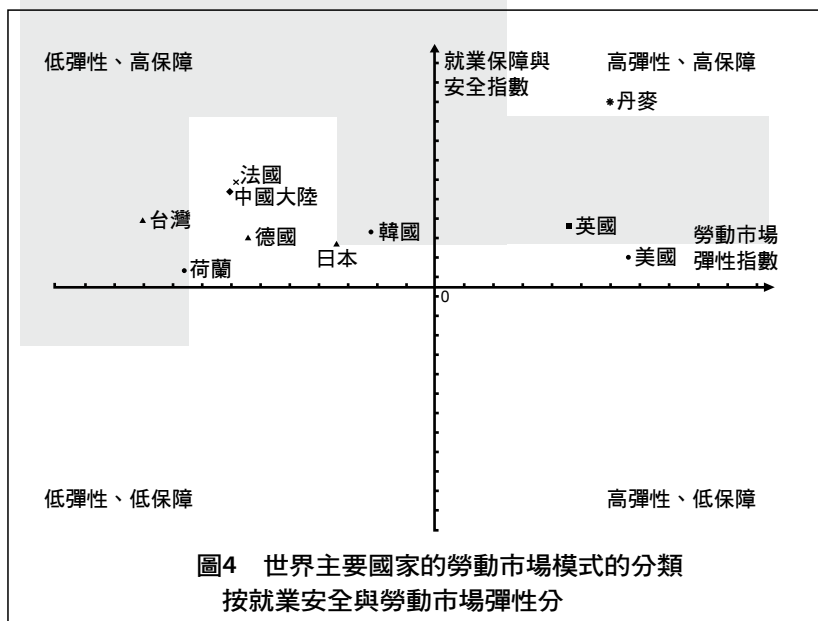 低彈性、高保障
就業保障與
安全指數
高彈性、高保障
丹麥
法國
中國大陸
台灣
德國
韓國
英國
勞動市場
彈性指數
日本
美國
荷蘭
0
低彈性、低保障
高彈性、低保障
圖4 世界主要國家的勞動市場模式的分類
按就業安全與勞動市場彈性分